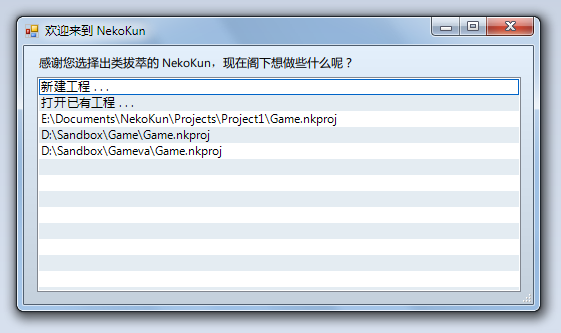 欢迎来到 NekoKun
感谢您选择出类拔萃的 NekoKun，现在阁下想做些什么呢？
新建工程 . . .
打开已有工程 . . .
E:\Documents\NekoKun\Projects\Project1\Game.nkproj
D:\Sandbox\Game\Game.nkproj
D:\Sandbox\Gameva\Game.nkproj